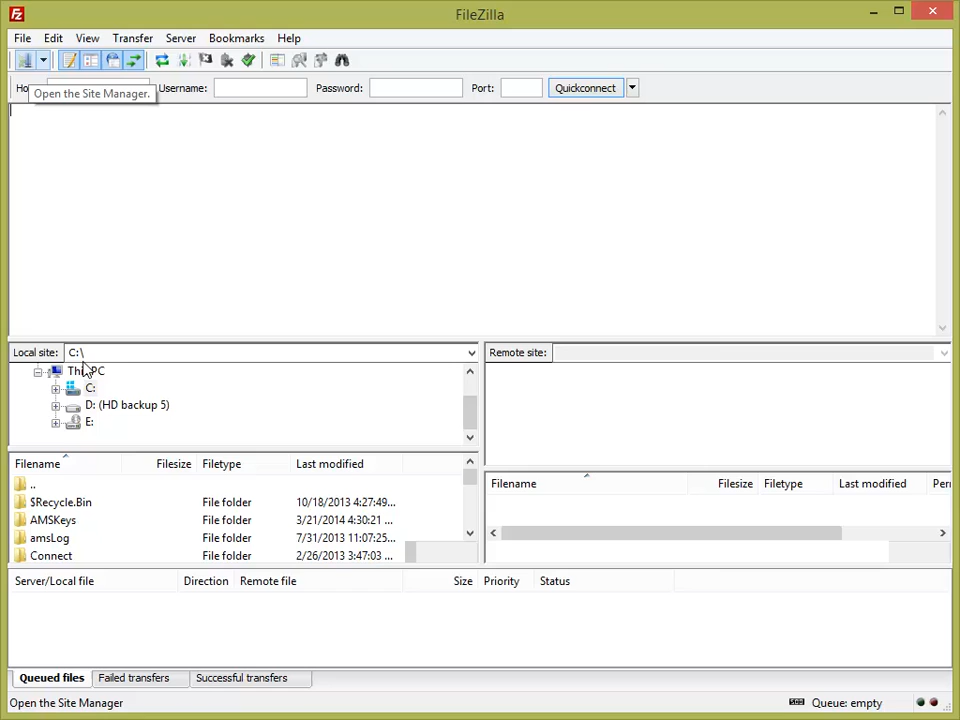 Fz
FileZilla
File Edit View Transfer Server Bookmarks Help
Username: Password: Port: Quickconnect
Open the Site Manager.
Local site: C:\
Remote site:
This PC
C:
D: (HD backup 5)
E:
Filename Filesize Filetype Last modified
..
$Recycle.Bin File folder 10/18/2013 4:27:49...
AMSKeys File folder 3/21/2014 4:30:21 ...
amsLog File folder 7/31/2013 11:07:25...
Connect File folder 2/26/2013 3:47:03 ...
Filename Filesize Filetype Last modified Per
Server/Local file Direction Remote file Size Priority Status
Queued files Failed transfers Successful transfers
Open the Site Manager Queue: empty